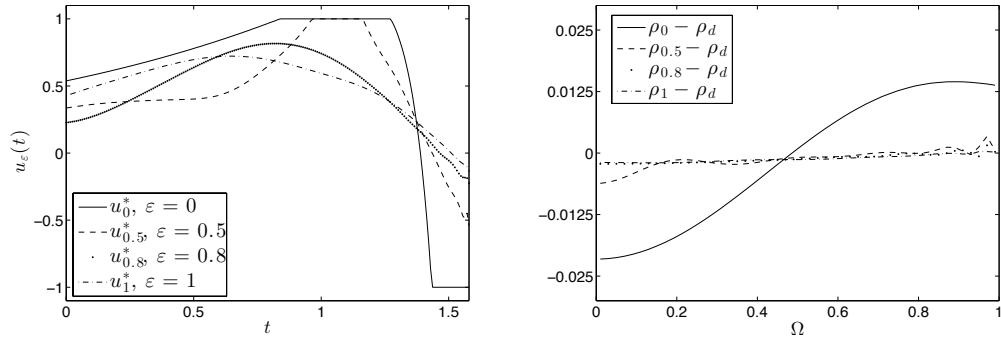 1
0.5
0
−0.5
−1
u_ε(t)
u*_0, ε = 0
u*_0.5, ε = 0.5
u*_0.8, ε = 0.8
u*_1, ε = 1
0
0.5
1
1.5
t
0.025
0.0125
0
−0.0125
−0.025
ρ_0 − ρ_d
ρ_0.5 − ρ_d
ρ_0.8 − ρ_d
ρ_1 − ρ_d
0
0.2
0.4
0.6
0.8
1
Ω